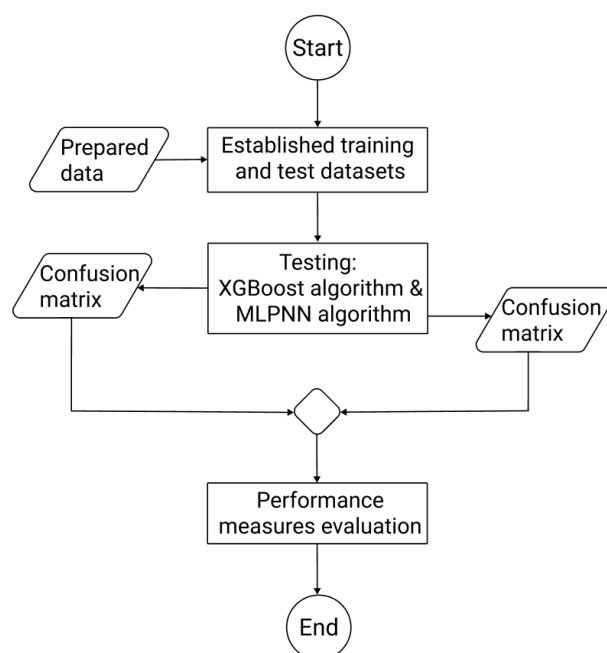 Start
Prepared
data
Established training
and test datasets
Testing:
XGBoost algorithm &
MLPNN algorithm
Confusion
matrix
Confusion
matrix
Performance
measures evaluation
End